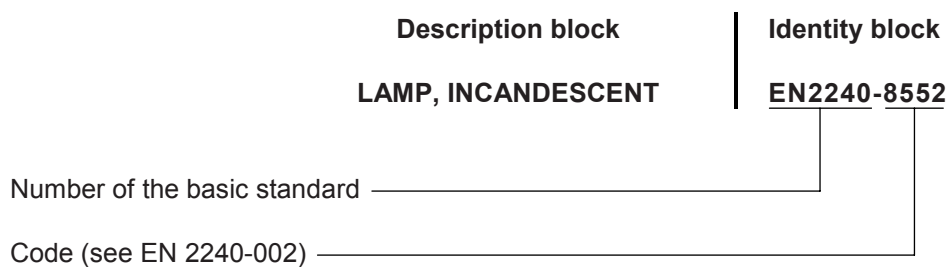 Description block Identity block
LAMP, INCANDESCENT EN2240-8552
Number of the basic standard
Code (see EN 2240-002)